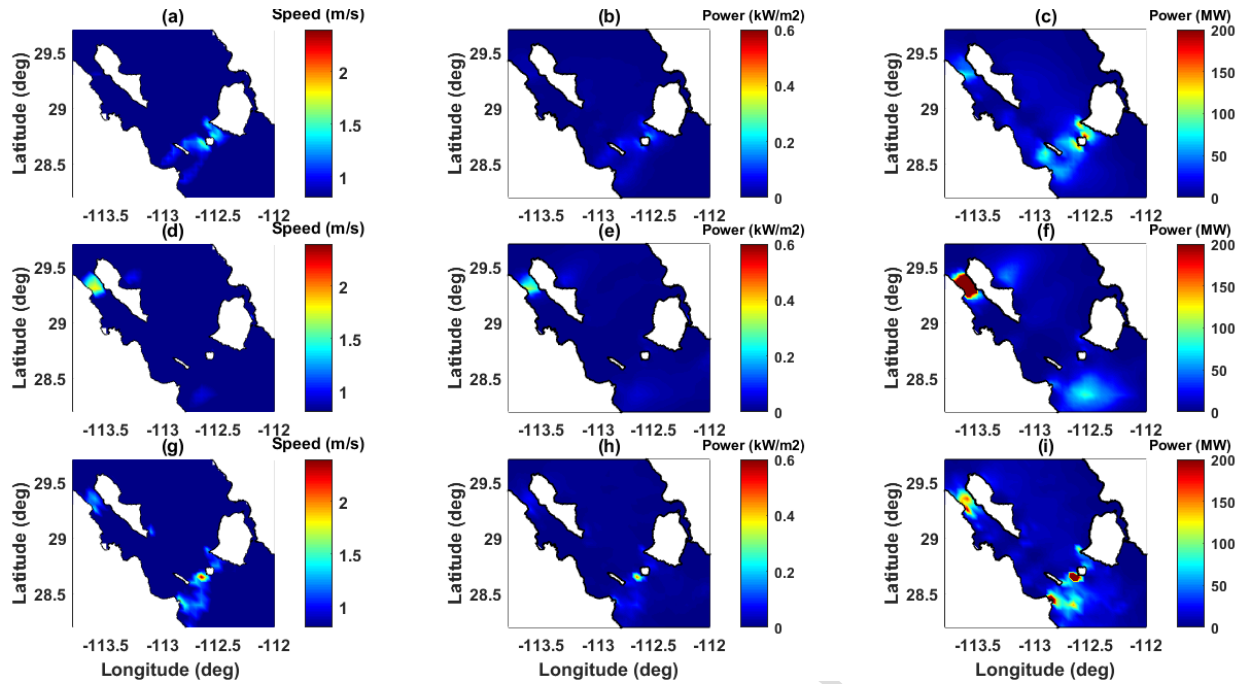 (a) Speed (m/s) (b) Power (kW/m2) (c) Power (MW)
29.5 0.6 200
2 29.5 29.5 150
Latitude (deg) 29 1.5 Latitude (deg) 29 0.4 Latitude (deg) 29 100
28.5 1 28.5 0.2 28.5 50
0 0
-113.5 -113 -112.5 -112 -113.5 -113 -112.5 -112 -113.5 -113 -112.5 -112
(d) Speed (m/s) (e) Power (kW/m2) (f) Power (MW)
29.5 0.6 200
2 29.5 29.5 150
Latitude (deg) 29 1.5 Latitude (deg) 29 0.4 Latitude (deg) 29 100
28.5 1 28.5 0.2 28.5 50
0 0
-113.5 -113 -112.5 -112 -113.5 -113 -112.5 -112 -113.5 -113 -112.5 -112
(g) Speed (m/s) (h) Power (kW/m2) (i) Power (MW)
29.5 0.6 200
2 29.5 29.5 150
Latitude (deg) 29 1.5 Latitude (deg) 29 0.4 Latitude (deg) 29 100
28.5 1 28.5 0.2 28.5 50
0 0
-113.5 -113 -112.5 -112 -113.5 -113 -112.5 -112 -113.5 -113 -112.5 -112
Longitude (deg) Longitude (deg) Longitude (deg)